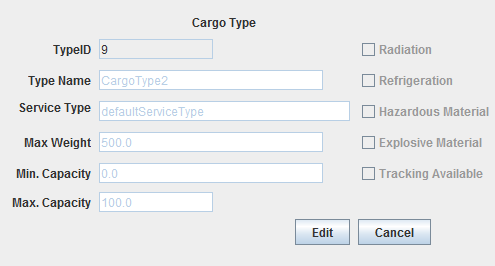 Cargo Type
TypeID 9 Radiation
Type Name CargoType2 Refrigeration
Service Type defaultServiceType Hazardous Material
Max Weight 500.0 Explosive Material
Min. Capacity 0.0 Tracking Available
Max. Capacity 100.0
Edit Cancel